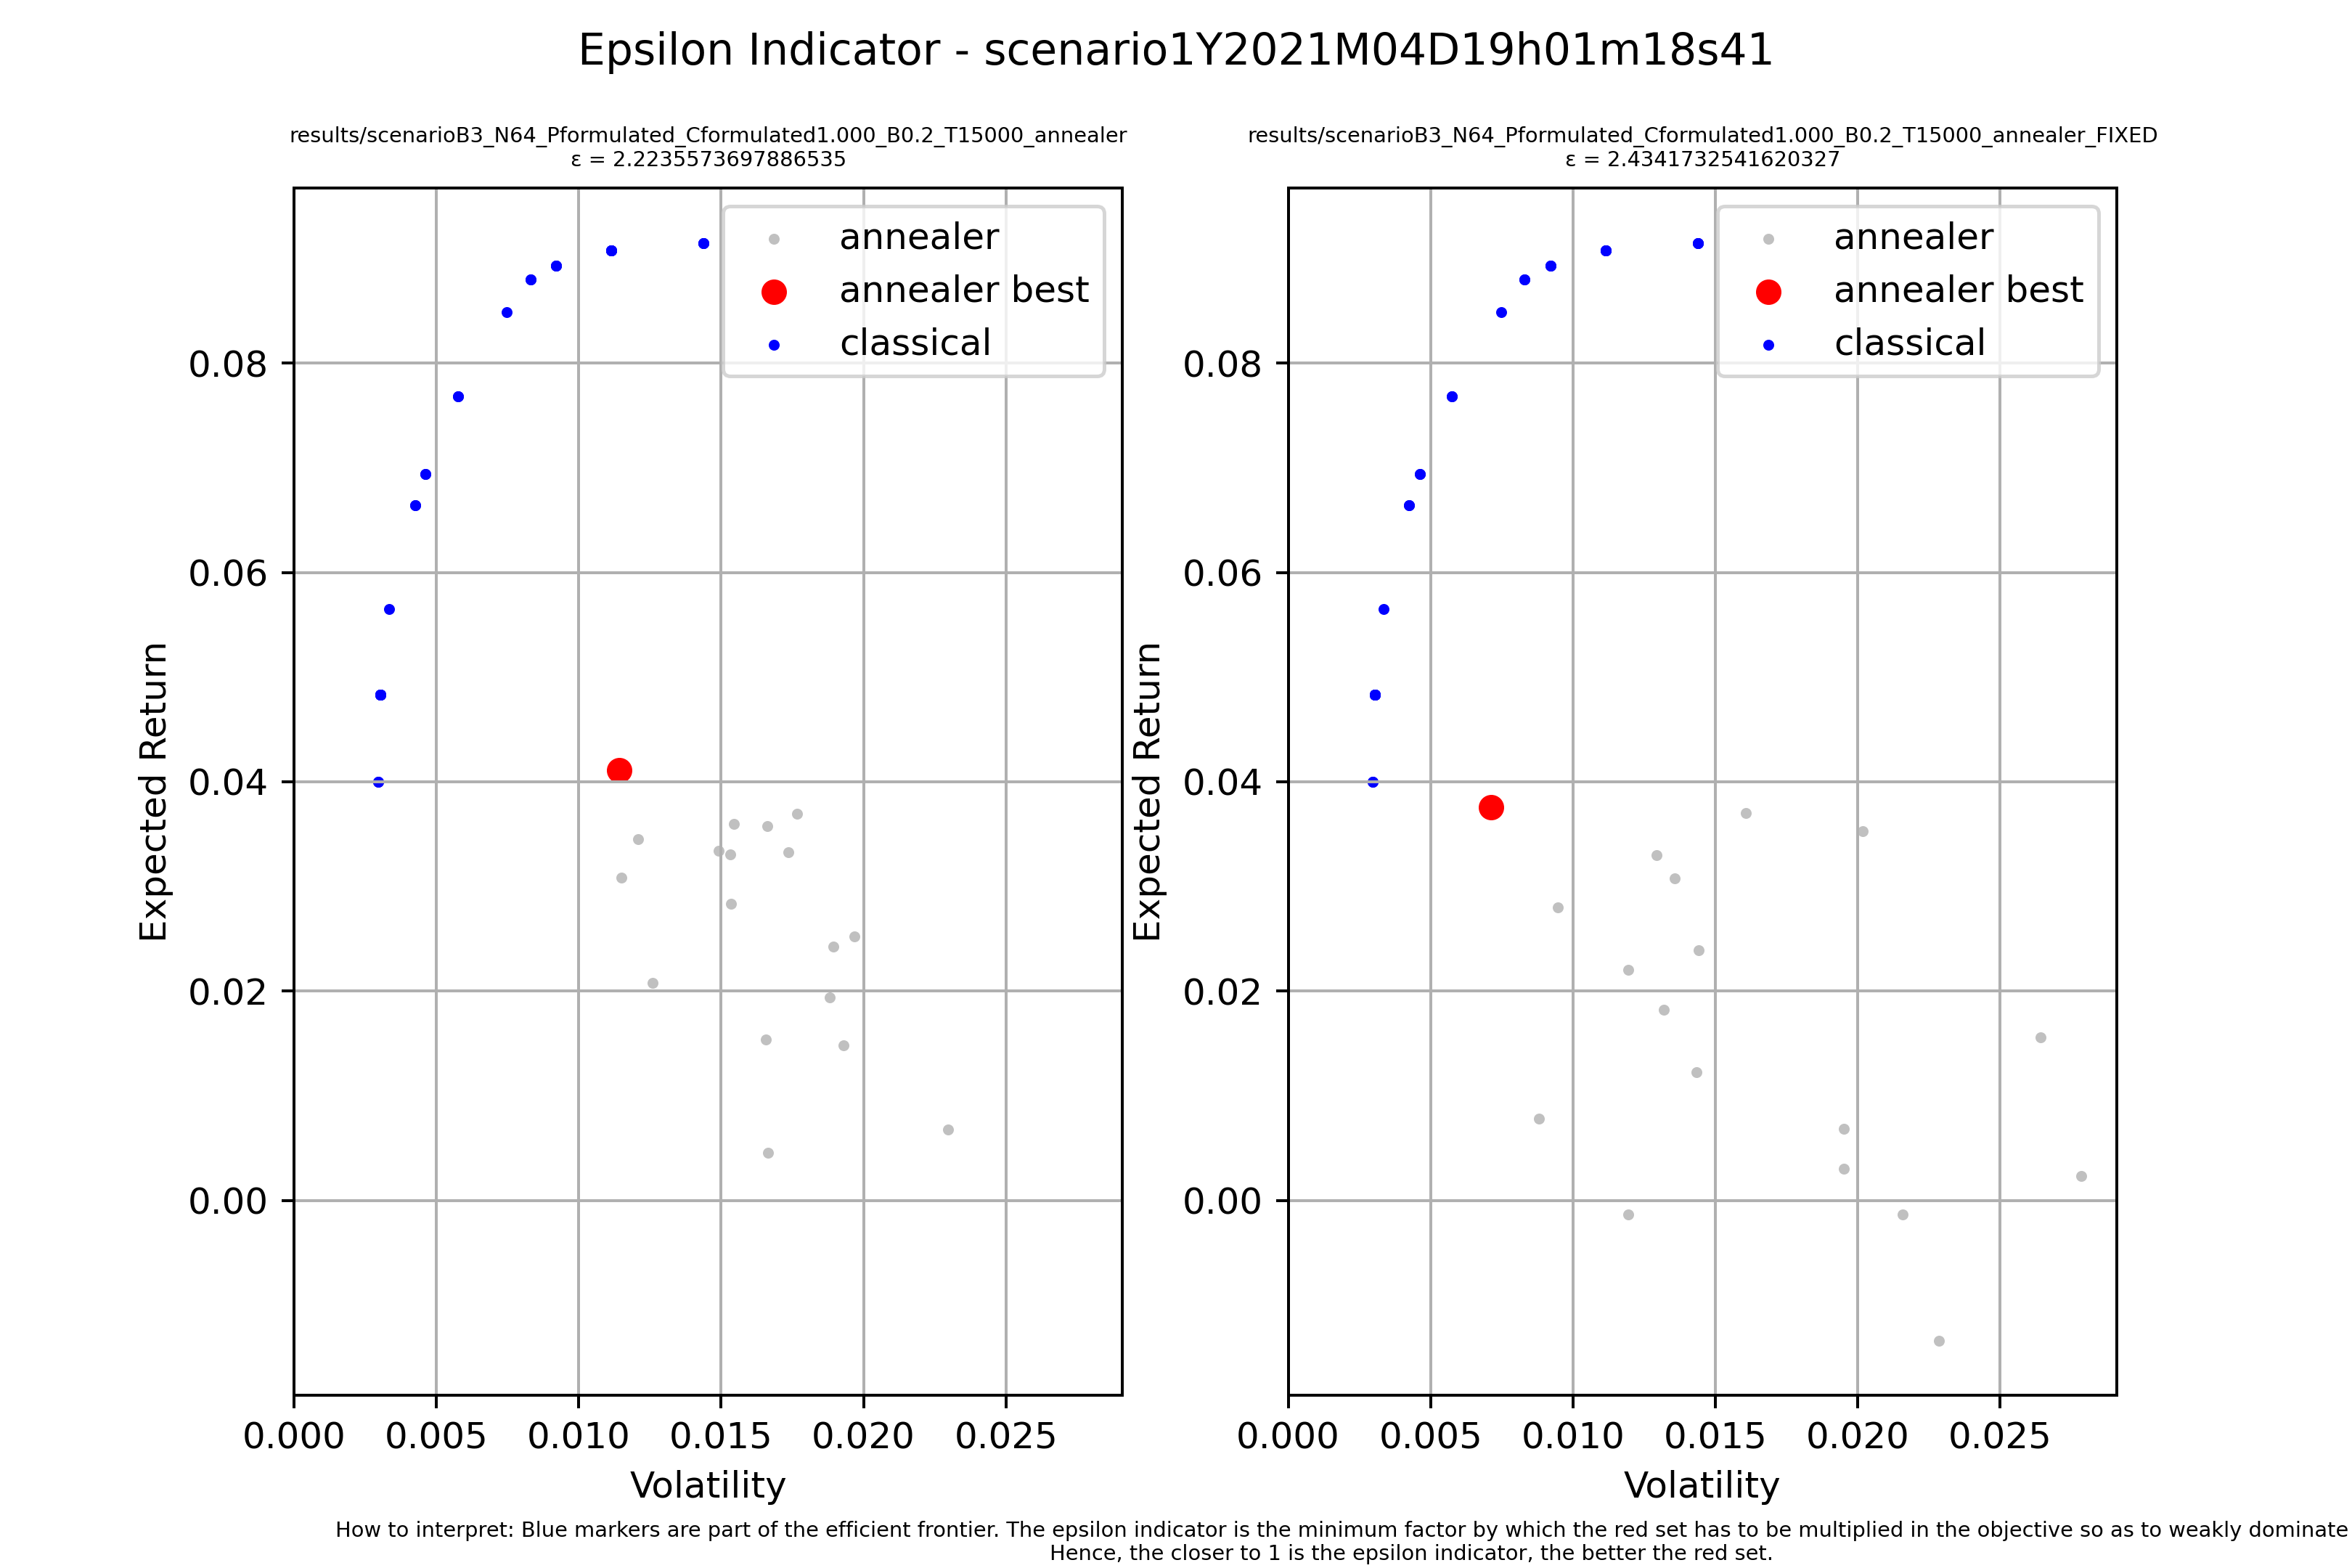 Epsilon Indicator - scenario1Y2021M04D19h01m18s41
results/scenarioB3_N64_Pformulated_Cformulated1.000_B0.2_T15000_annealer
ε = 2.2235573697886535
annealer
annealer best
classical
0.08
0.06
0.04
0.02
0.00
Expected Return
0.000 0.005 0.010 0.015 0.020 0.025
Volatility
results/scenarioB3_N64_Pformulated_Cformulated1.000_B0.2_T15000_annealer_FIXED
ε = 2.4341732541620327
annealer
annealer best
classical
0.08
0.06
0.04
0.02
0.00
Expected Return
0.000 0.005 0.010 0.015 0.020 0.025
Volatility
How to interpret: Blue markers are part of the efficient frontier. The epsilon indicator is the minimum factor by which the red set has to be multiplied in the objective so as to weakly dominate
Hence, the closer to 1 is the epsilon indicator, the better the red set.